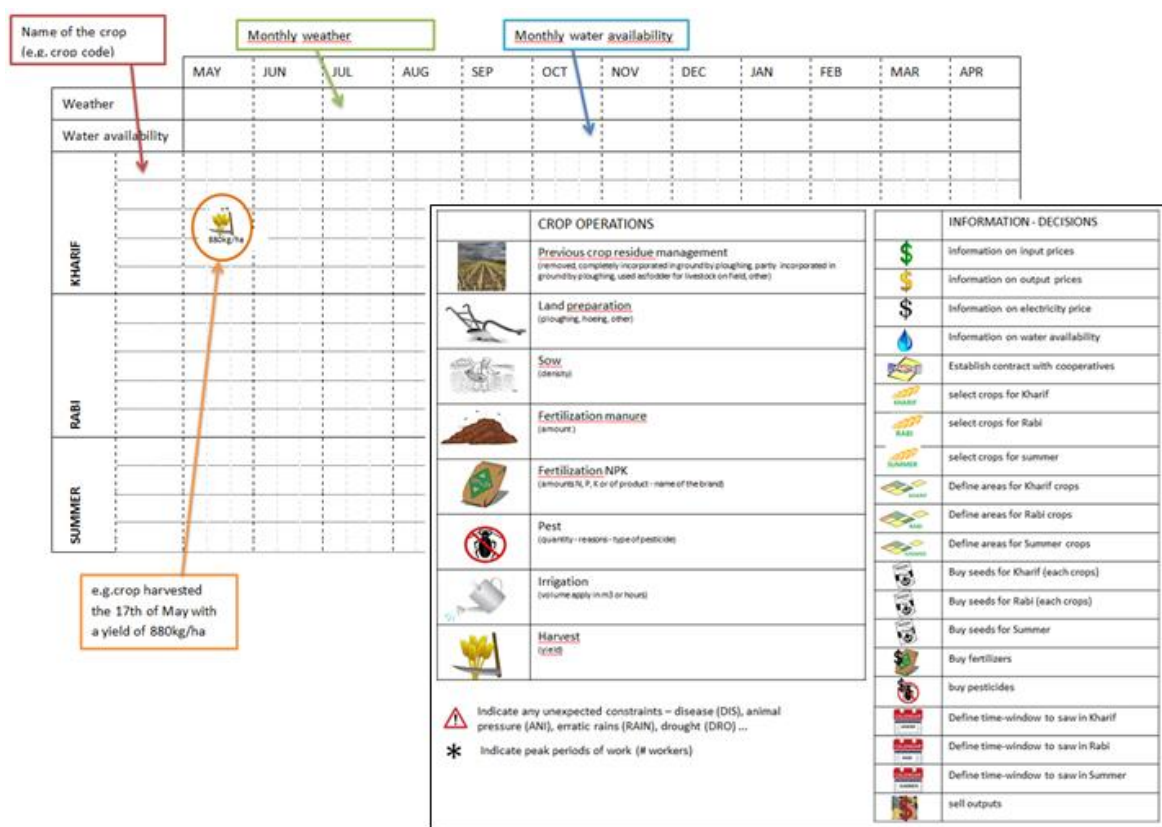 Name of the crop
(e.g. crop code)
Monthly weather
Monthly water availability
MAY JUN JUL AUG SEP OCT NOV DEC JAN FEB MAR APR
Weather
Water availability
KHARIF
880kg/ha
RABI
SUMMER
e.g.crop harvested
the 17th of May with
a yield of 880kg/ha
CROP OPERATIONS
Previous crop residue management
(removed, completely incorporated in ground by ploughing, partly incorporated in
ground by ploughing, used as fodder for livestock on field, other)
Land preparation
(ploughing, hoeing, other)
Sow
(density)
Fertilization manure
(amount)
Fertilization NPK
(amounts N, P, K or of product - name of the brand)
Pest
(quantity - reasons - type of pesticide)
Irrigation
(volume apply in m3 or hours)
Harvest
(yield)
Indicate any unexpected constraints – disease (DIS), animal
pressure (ANI), erratic rains (RAIN), drought (DRO) ...
Indicate peak periods of work (# workers)
INFORMATION - DECISIONS
information on input prices
information on output prices
Information on electricity price
Information on water availability
Establish contract with cooperatives
KHARIF
select crops for Kharif
RABI
select crops for Rabi
SUMMER
select crops for summer
KHARIF
Define areas for Kharif crops
RABI
Define areas for Rabi crops
SUMMER
Define areas for Summer crops
Buy seeds for Kharif (each crops)
Buy seeds for Rabi (each crops)
Buy seeds for Summer
Buy fertilizers
buy pesticides
CALENDAR
Define time-window to saw in Kharif
CALENDAR
Define time-window to saw in Rabi
CALENDAR
Define time-window to saw in Summer
sell outputs